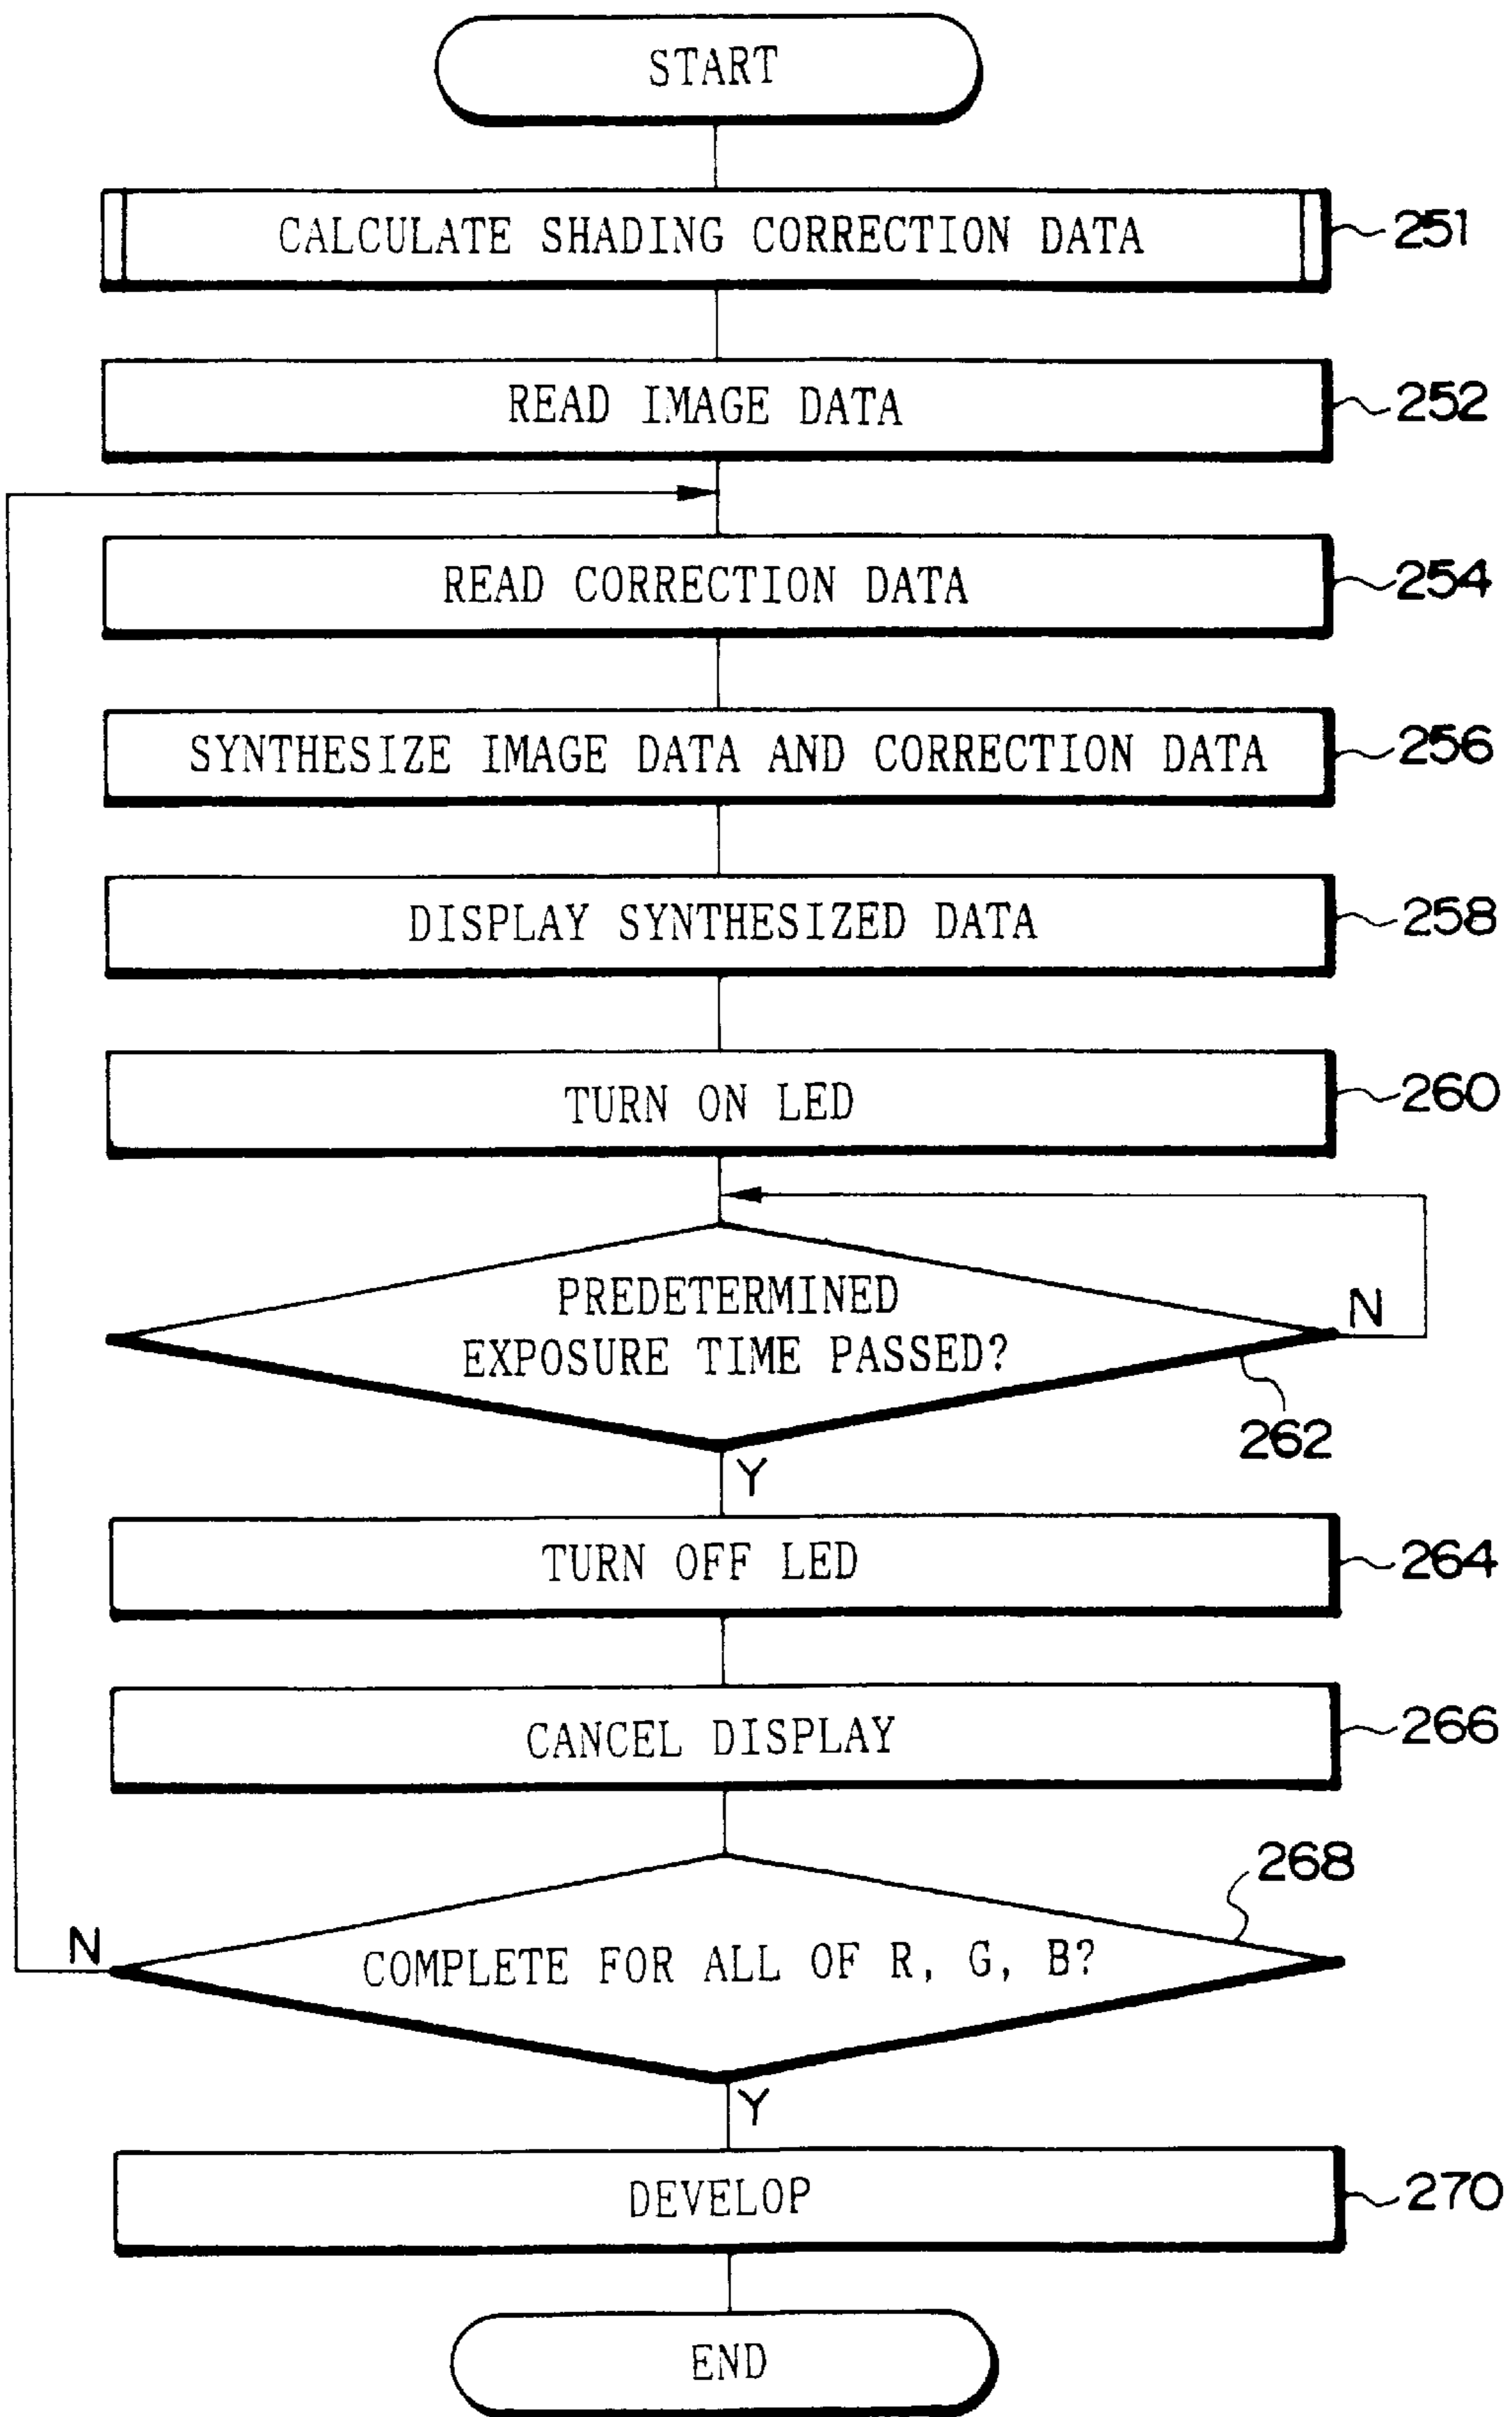 START
CALCULATE SHADING CORRECTION DATA
251
READ IMAGE DATA
252
READ CORRECTION DATA
254
SYNTHESIZE IMAGE DATA AND CORRECTION DATA
256
DISPLAY SYNTHESIZED DATA
258
TURN ON LED
260
PREDETERMINED
EXPOSURE TIME PASSED?
N
262
Y
TURN OFF LED
264
CANCEL DISPLAY
266
268
N
COMPLETE FOR ALL OF R, G, B?
Y
DEVELOP
270
END